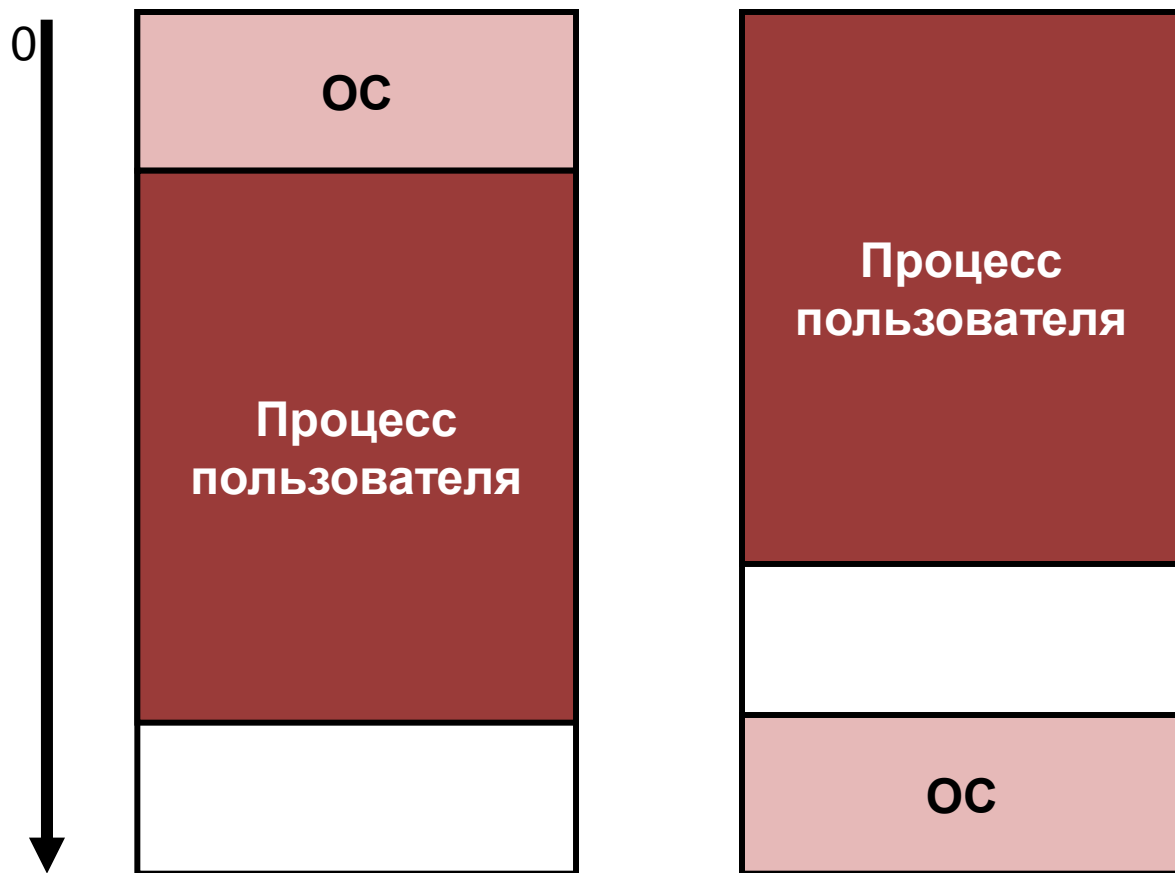 0
ОС
Процесс
пользователя
Процесс
пользователя
ОС